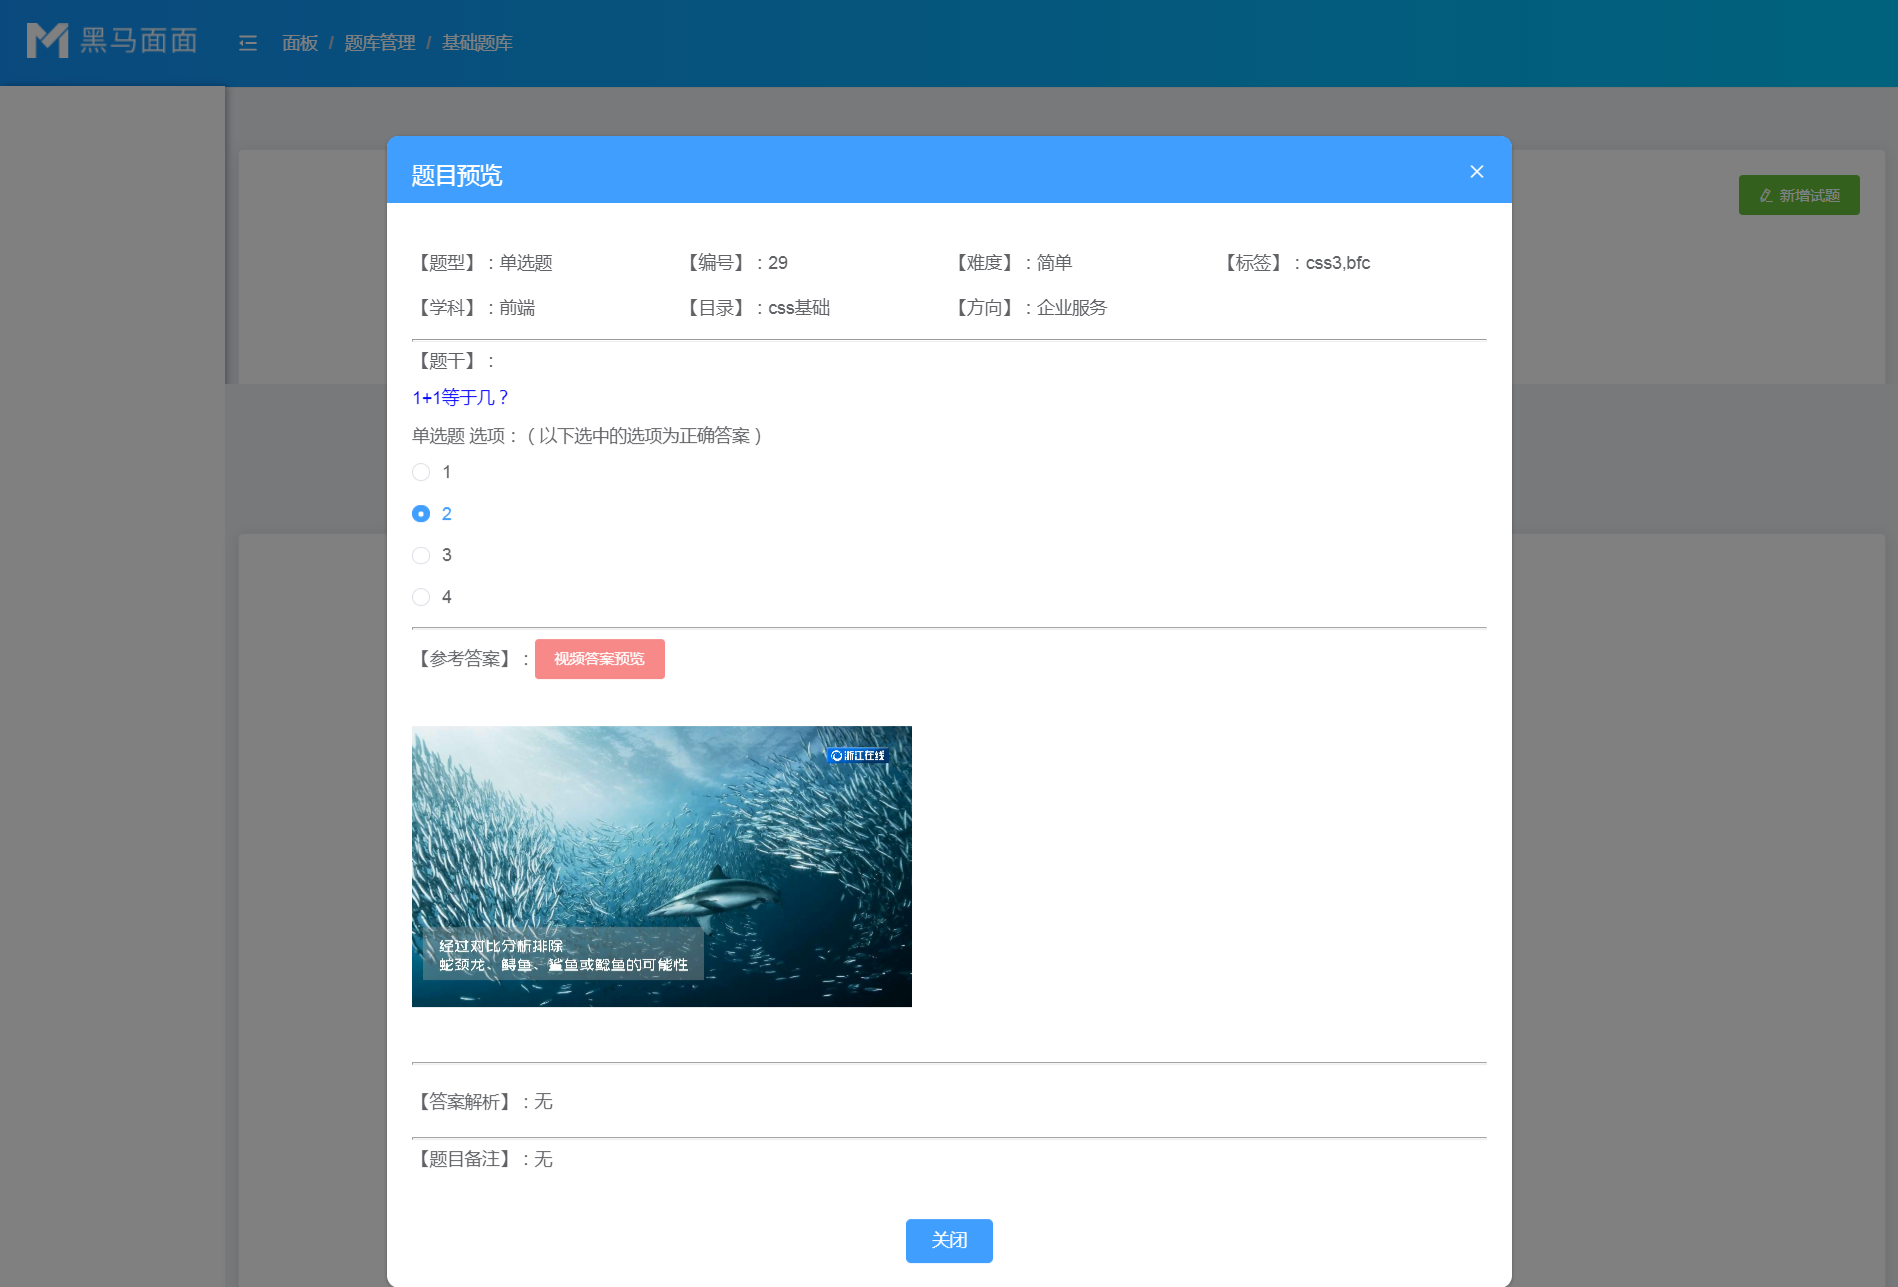 黑马面面
面板 / 题库管理 / 基础题库
新增试题
题目预览
【题型】：单选题 【编号】：29 【难度】：简单 【标签】：css3,bfc
【学科】：前端 【目录】：css基础 【方向】：企业服务
【题干】：
1+1等于几？
单选题 选项：（以下选中的选项为正确答案）
1
2
3
4
【参考答案】：视频答案预览
浙江在线
经过对比分析排除
蛇颈龙、鲟鱼、鲨鱼或鲶鱼的可能性
【答案解析】：无
【题目备注】：无
关闭